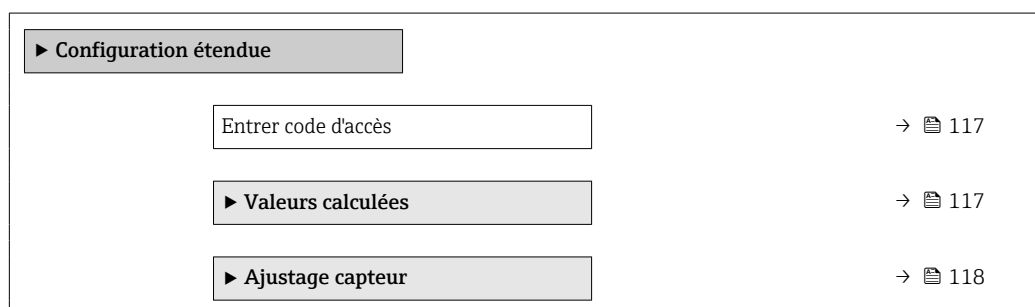 ► Configuration étendue
Entrer code d'accès → 117
► Valeurs calculées → 117
► Ajustage capteur → 118